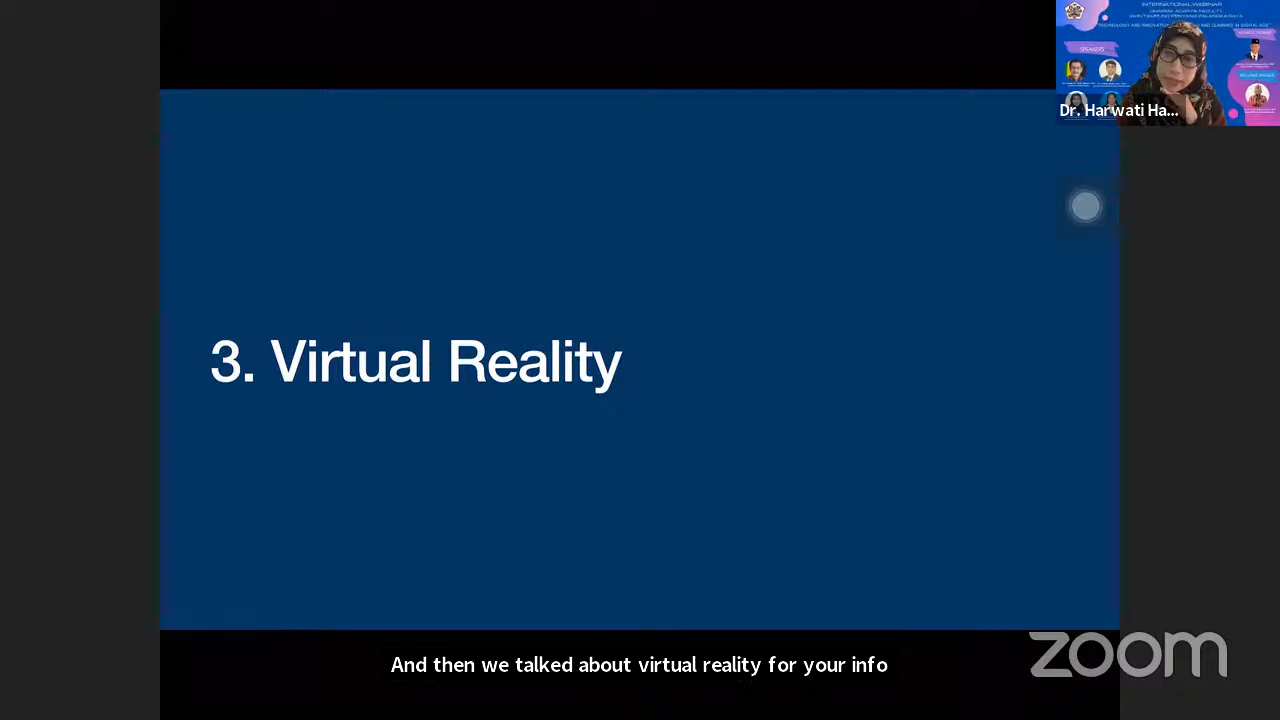 INTERNATIONAL WEBINAR
SPEAKERS
Dr. Harwati Ha...
3. Virtual Reality
And then we talked about virtual reality for your info
zoom